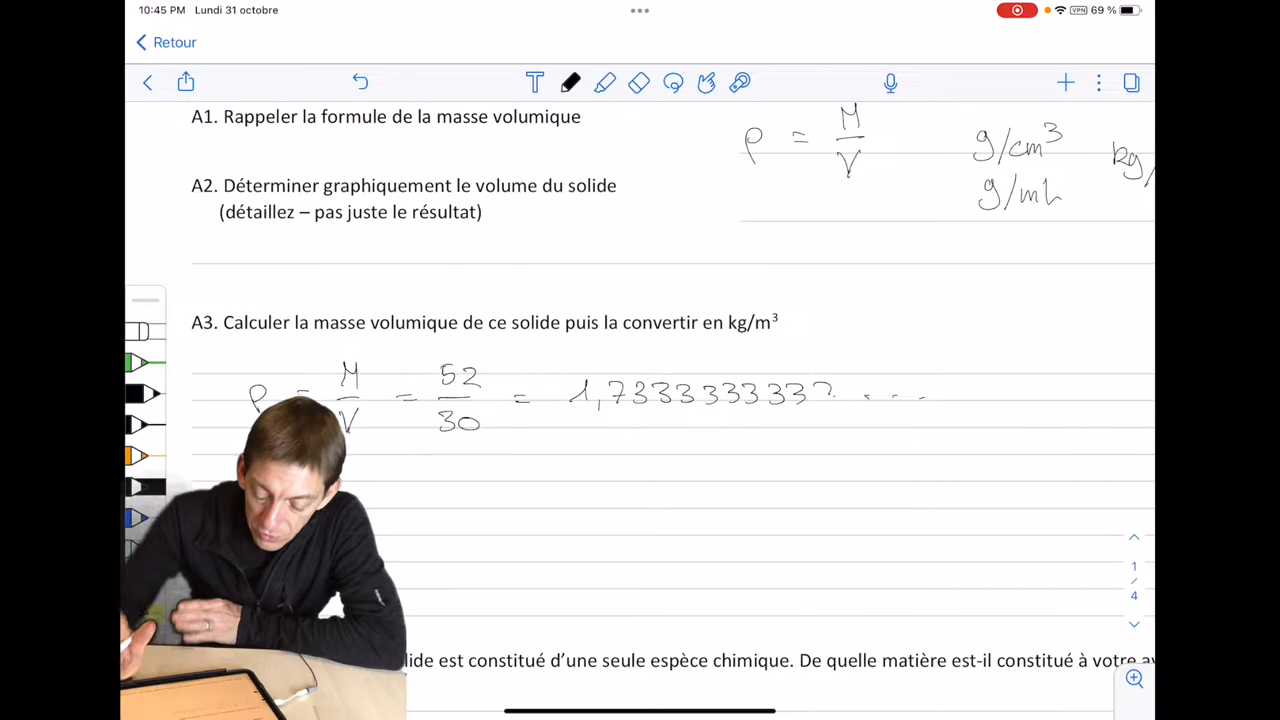 10:45 PM Lundi 31 octobre
69 %
VPN
Retour
A1. Rappeler la formule de la masse volumique
ρ = M/V g/cm³ kg/
g/mL
A2. Déterminer graphiquement le volume du solide
(détaillez – pas juste le résultat)
A3. Calculer la masse volumique de ce solide puis la convertir en kg/m³
ρ = M/V = 52/30 = 1,7333333333 ....
1
/
4
lide est constitué d'une seule espèce chimique. De quelle matière est-il constitué à votre